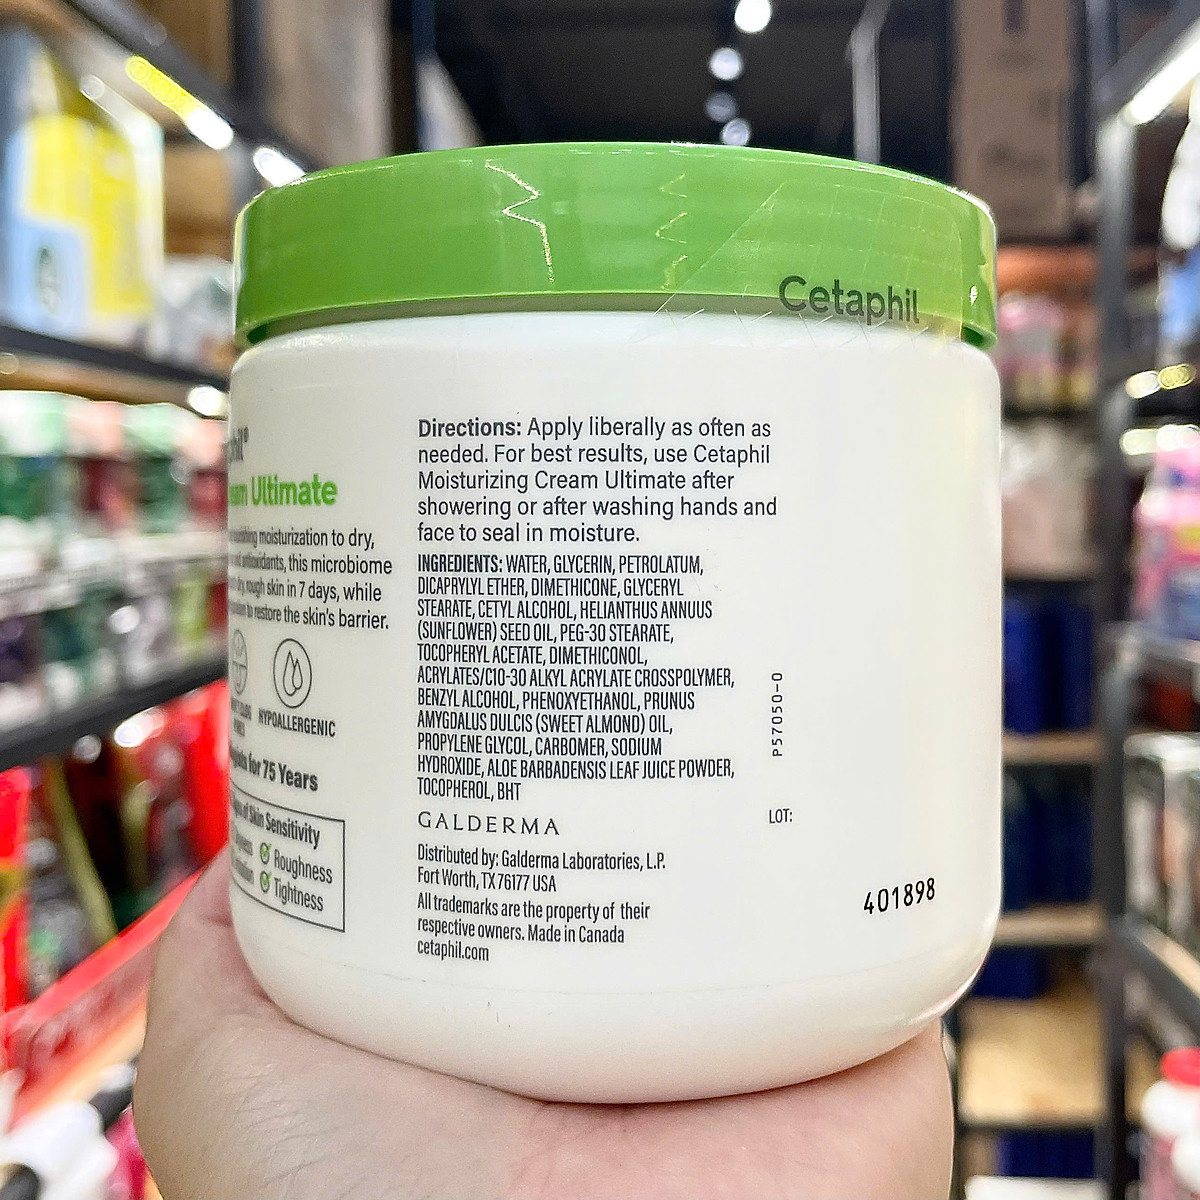 Cetaphil
Ultimate
moisturization to dry,
and antioxidants, this microbiome
dry, rough skin in 7 days, while
to restore the skin's barrier.
HYPOALLERGENIC
for 75 Years
of Skin Sensitivity
Roughness
Tightness
Directions: Apply liberally as often as
needed. For best results, use Cetaphil
Moisturizing Cream Ultimate after
showering or after washing hands and
face to seal in moisture.
INGREDIENTS: WATER, GLYCERIN, PETROLATUM,
DICAPRYLYL ETHER, DIMETHICONE, GLYCERYL
STEARATE, CETYL ALCOHOL, HELIANTHUS ANNUUS
(SUNFLOWER) SEED OIL, PEG-30 STEARATE,
TOCOPHERYL ACETATE, DIMETHICONOL,
ACRYLATES/C10-30 ALKYL ACRYLATE CROSSPOLYMER,
BENZYL ALCOHOL, PHENOXYETHANOL, PRUNUS
AMYGDALUS DULCIS (SWEET ALMOND) OIL,
PROPYLENE GLYCOL, CARBOMER, SODIUM
HYDROXIDE, ALOE BARBADENSIS LEAF JUICE POWDER,
TOCOPHEROL, BHT
GALDERMA
Distributed by: Galderma Laboratories, L.P.
Fort Worth, TX 76177 USA
All trademarks are the property of their
respective owners. Made in Canada
cetaphil.com
P57050-0
LOT:
401898